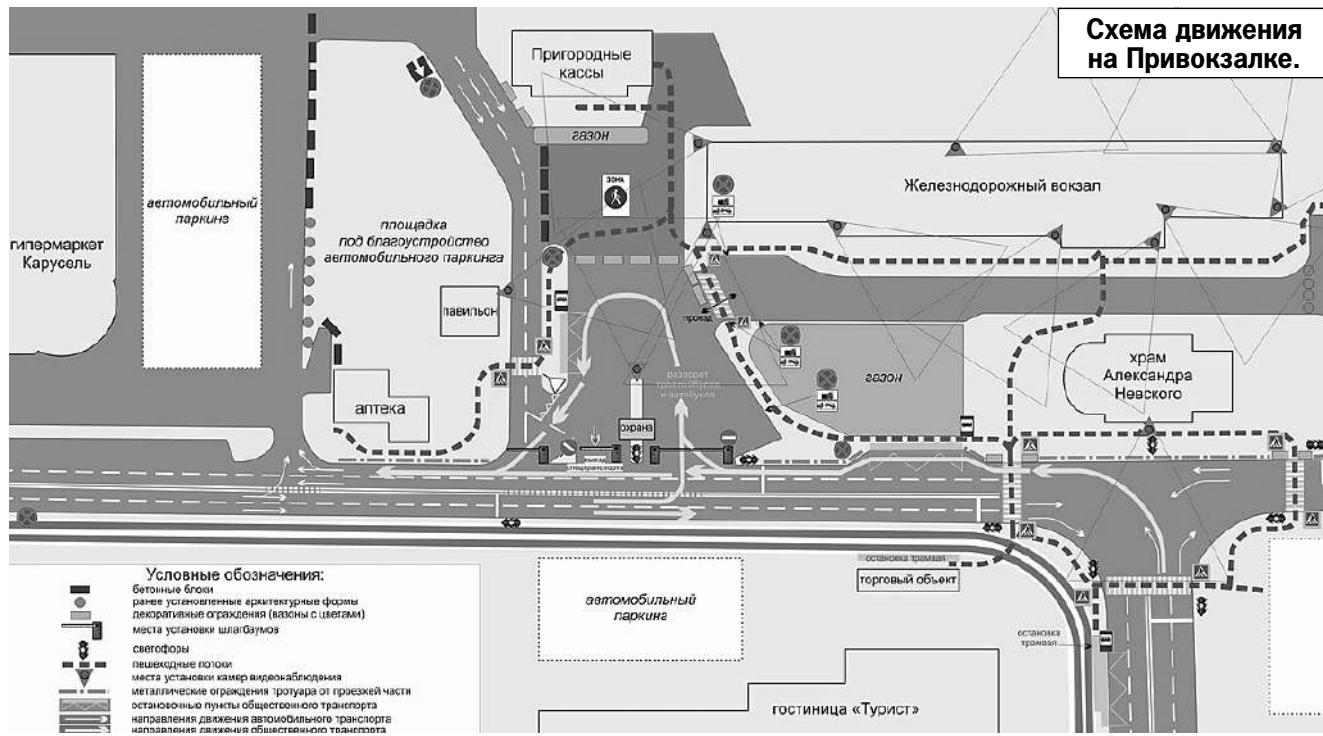 Схема движения
на Привокзалке.
Пригородные
кассы
газон
ЗОНА
автомобильный
паркинг
гипермаркет
Карусель
площадка
под благоустройство
автомобильного паркинга
павильон
аптека
Железнодорожный вокзал
проезд
газон
храм
Александра
Невского
разворот
троллейбусов
и автобусов
охрана
выезд
спецтранспорта
остановка трамвая
торговый объект
автомобильный
паркинг
остановка
трамвая
гостиница «Турист»
Условные обозначения:
бетонные блоки
ранее установленные архитектурные формы
декоративные ограждения (вазоны с цветами)
места установки шлагбаумов
светофоры
пешеходные потоки
места установки камер видеонаблюдения
металлические ограждения тротуара от проезжей части
остановочные пункты общественного транспорта
направления движения автомобильного транспорта
направления движения общественного транспорта